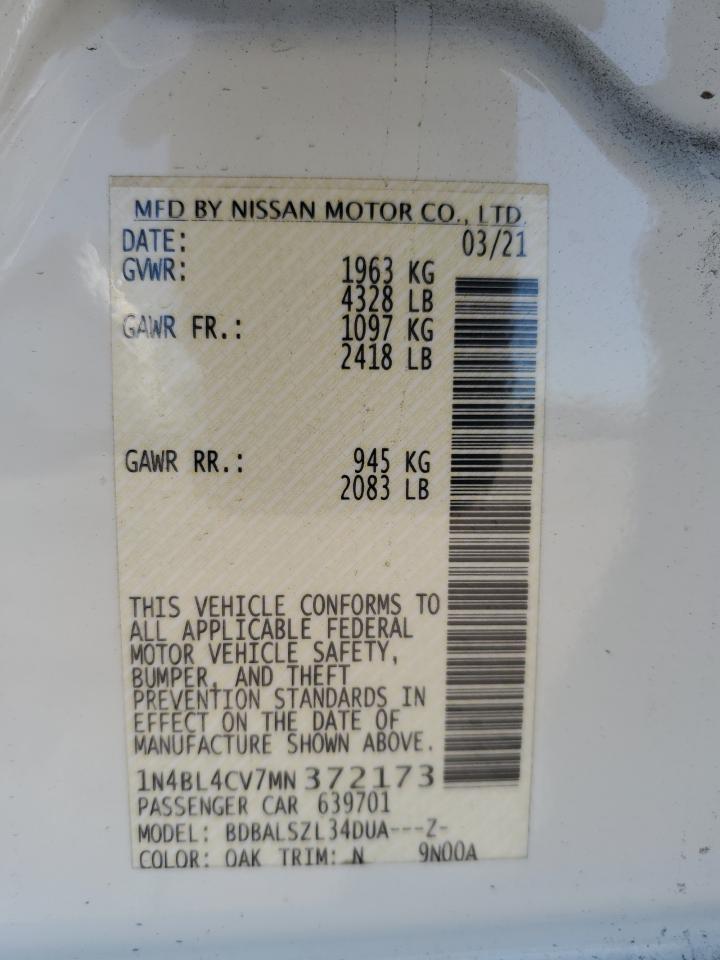 MFD BY NISSAN MOTOR CO., LTD.
DATE: 03/21
GVWR: 1963 KG
4328 LB
GAWR FR.: 1097 KG
2418 LB
GAWR RR.: 945 KG
2083 LB
THIS VEHICLE CONFORMS TO
ALL APPLICABLE FEDERAL
MOTOR VEHICLE SAFETY,
BUMPER, AND THEFT
PREVENTION STANDARDS IN
EFFECT ON THE DATE OF
MANUFACTURE SHOWN ABOVE.
1N4BL4CV7MN372173
PASSENGER CAR 639701
MODEL: BDBALSZL34DUA---Z-
COLOR: QAK TRIM: N 9N00A